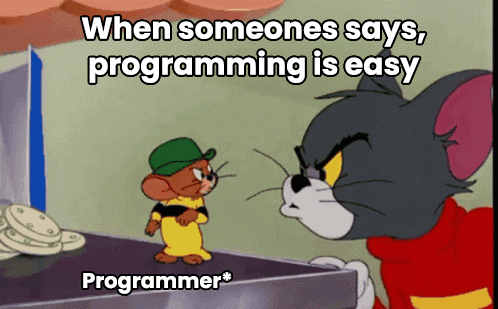 When someones says,
programming is easy
Programmer*